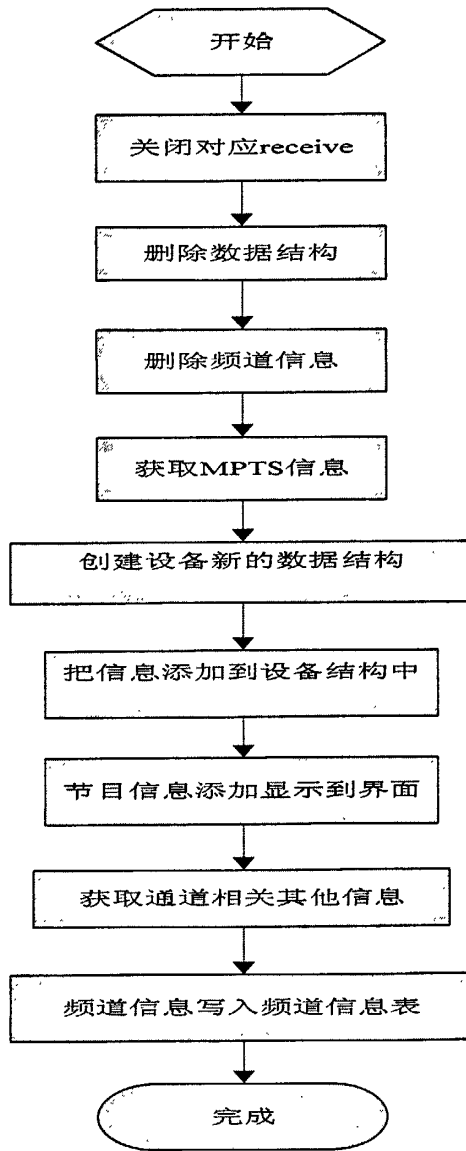 开始
关闭对应receive
删除数据结构
删除频道信息
获取MPTS信息
创建设备新的数据结构
把信息添加到设备结构中
节目信息添加显示到界面
获取通道相关其他信息
频道信息写入频道信息表
完成